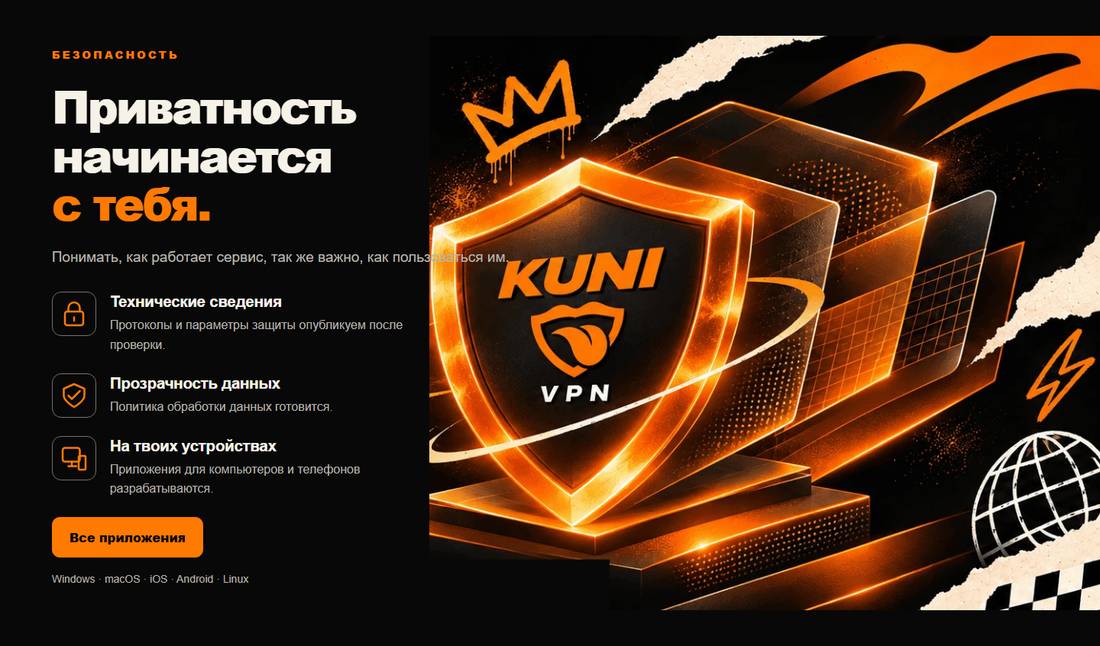 БЕЗОПАСНОСТЬ
Приватность
начинается
с тебя.
Понимать, как работает сервис, так же важно, как пользоваться им.
Технические сведения
Протоколы и параметры защиты опубликуем после
проверки.
Прозрачность данных
Политика обработки данных готовится.
На твоих устройствах
Приложения для компьютеров и телефонов
разрабатываются.
Все приложения
Windows · macOS · iOS · Android · Linux
KUNI
VPN